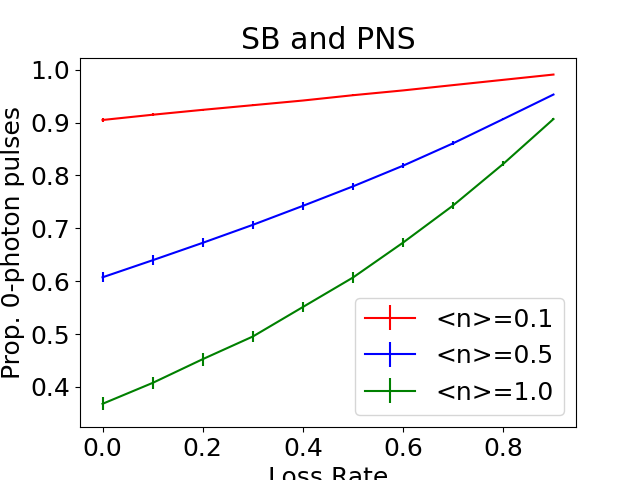 SB and PNS
Prop. 0-photon pulses
1.0
0.9
0.8
0.7
0.6
0.5
0.4
<n>=0.1
<n>=0.5
<n>=1.0
0.0 0.2 0.4 0.6 0.8
Loss Rate